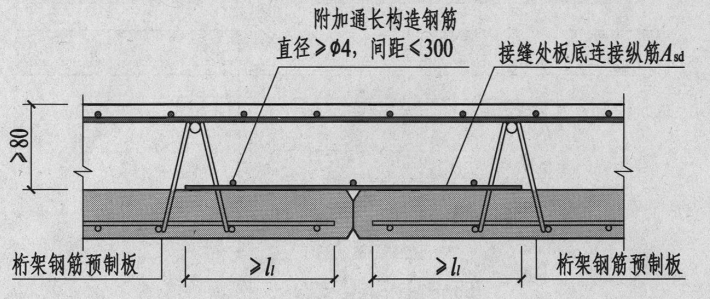 附加通长构造钢筋
直径≥ϕ4，间距≤300
接缝处板底连接纵筋Asd
≥80
桁架钢筋预制板
≥ll
≥ll
桁架钢筋预制板